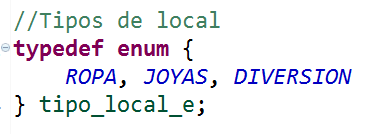 //Tipos de local
typedef enum {
    ROPA, JOYAS, DIVERSION
} tipo_local_e;